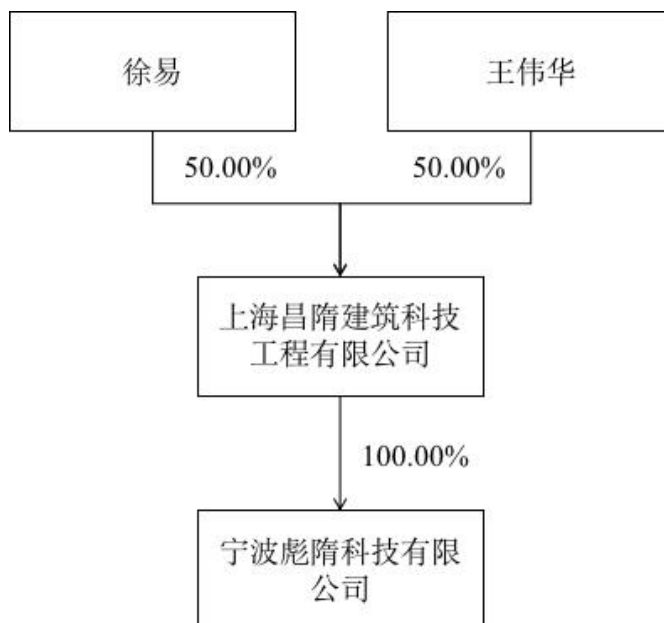 徐易
王伟华
50.00%
50.00%
上海昌隋建筑科技
工程有限公司
100.00%
宁波彪隋科技有限
公司